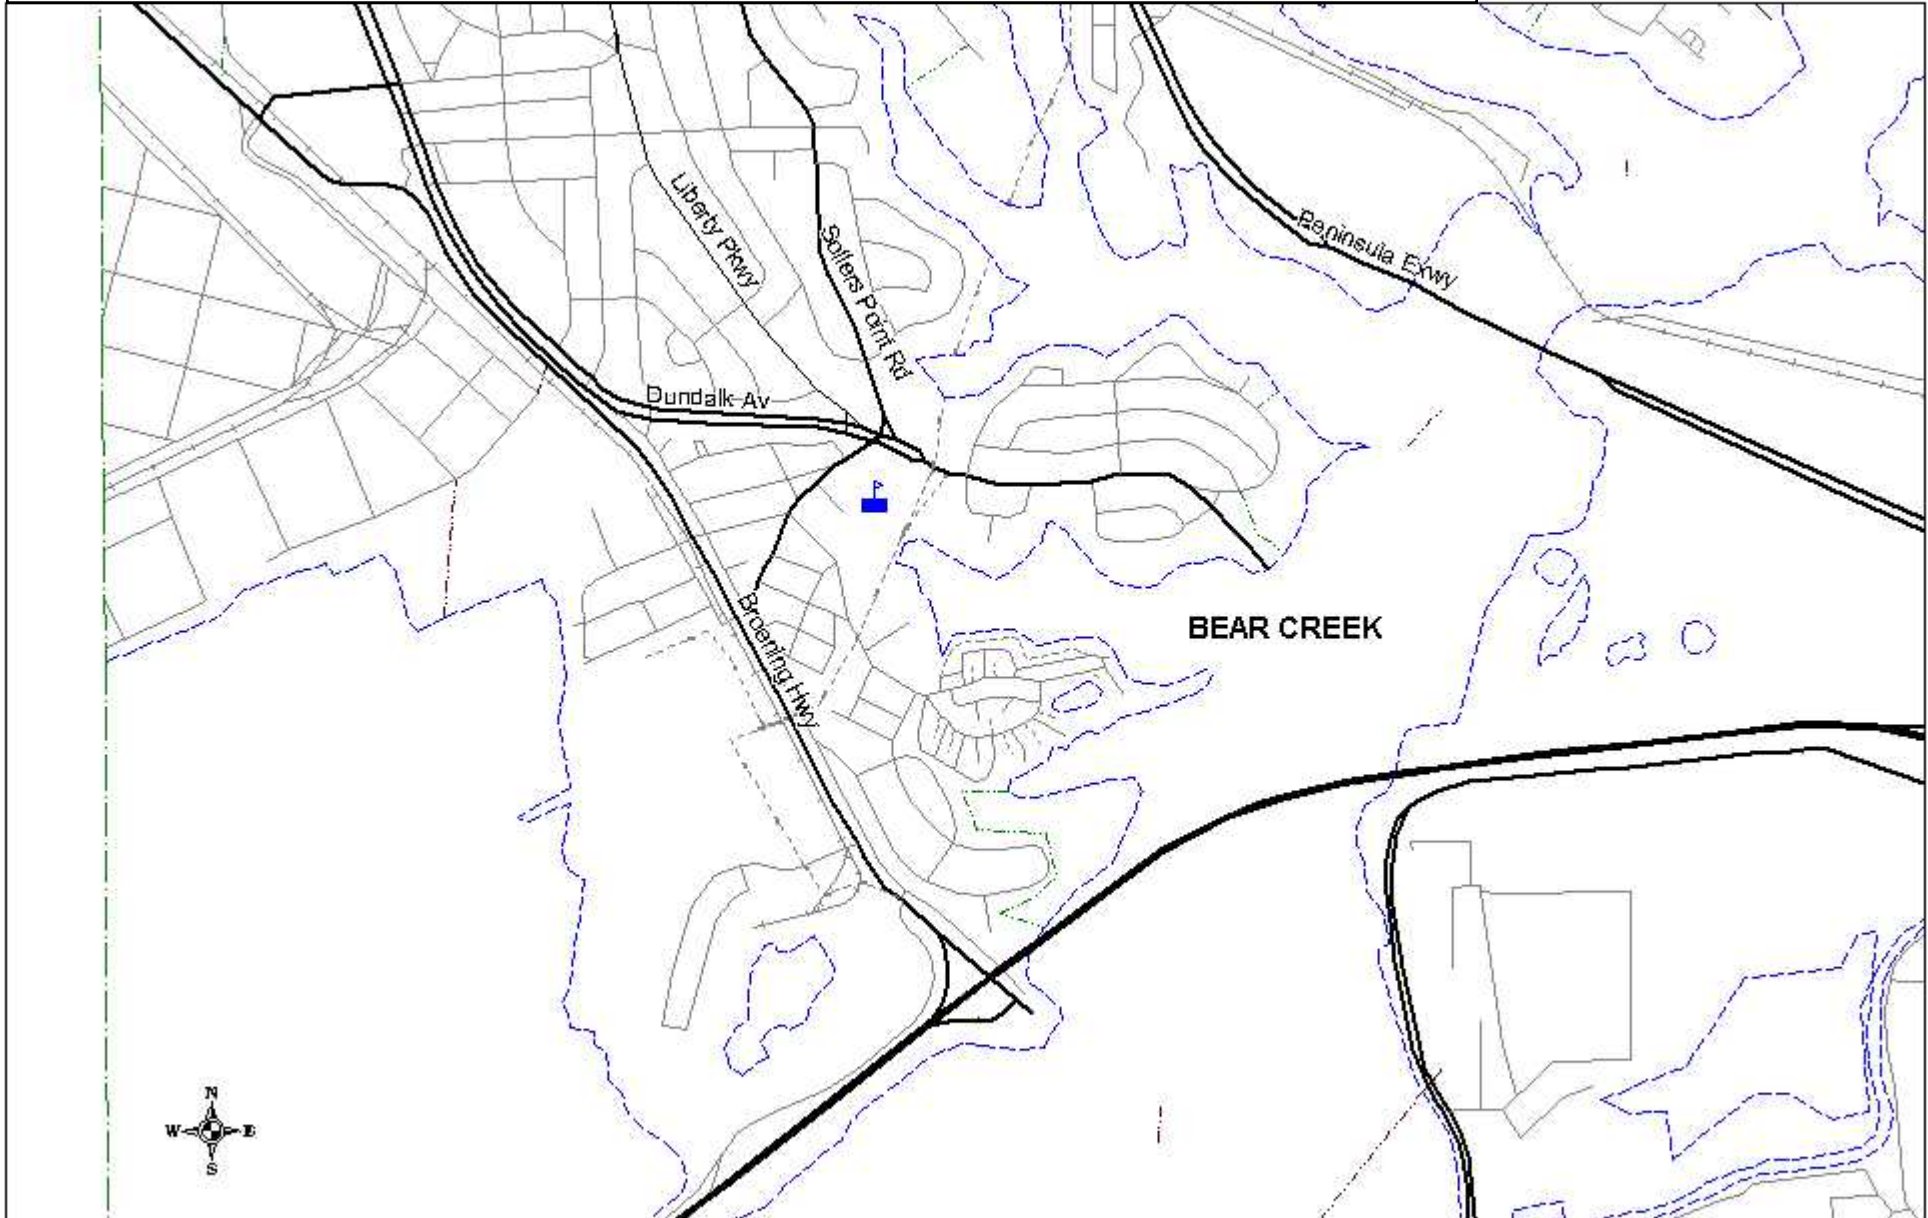 Liberty Pkwy
Sollers Point Rd
Peninsula Exwy
Dundalk Av
Broening Hwy
BEAR CREEK
N
W E
S